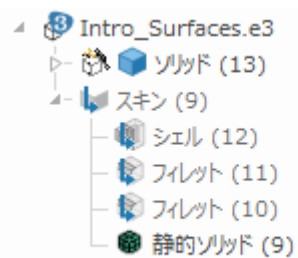 Intro_Surfaces.e3
ソリッド (13)
スキン (9)
シェル (12)
フィレット (11)
フィレット (10)
静的ソリッド (9)